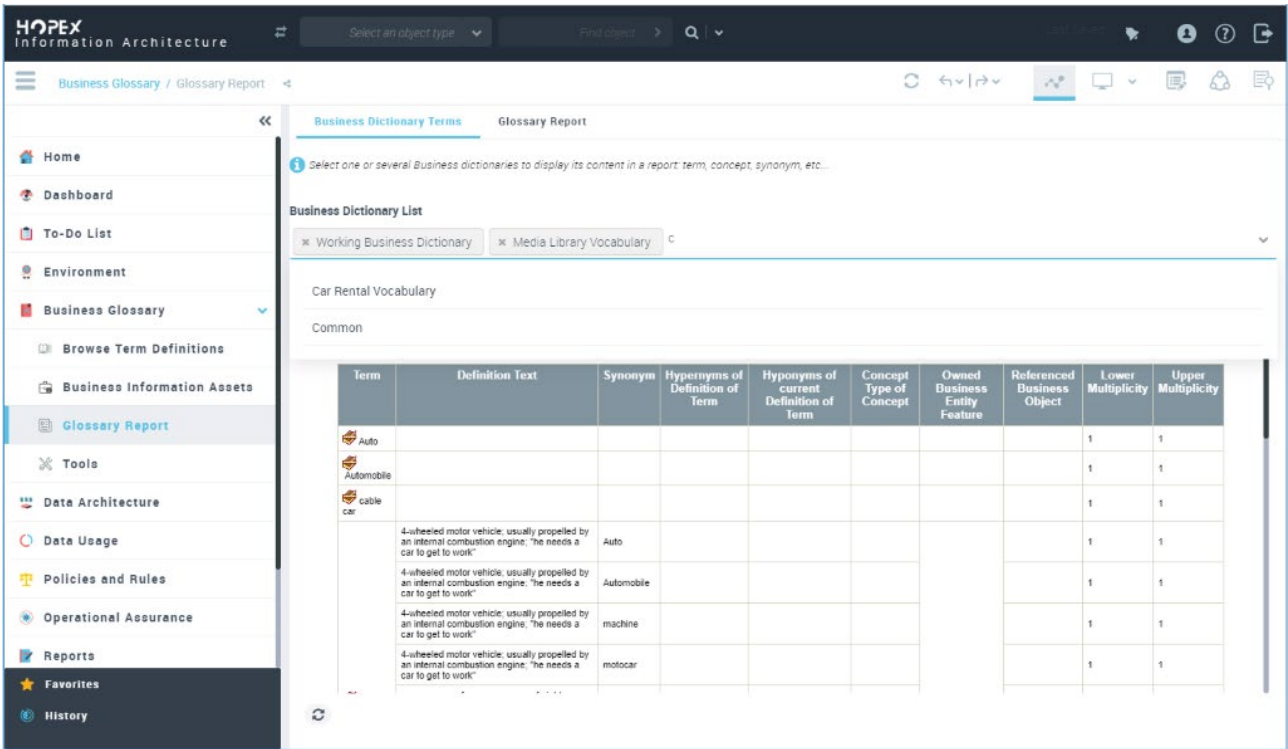 HOPEX
Information Architecture
Select an object type
Find object
Business Glossary / Glossary Report
Home
Dashboard
To-Do List
Environment
Business Glossary
Browse Term Definitions
Business Information Assets
Glossary Report
Tools
Data Architecture
Data Usage
Policies and Rules
Operational Assurance
Reports
Favorites
History
Business Dictionary Terms Glossary Report
Select one or several Business dictionaries to display its content in a report: term, concept, synonym, etc...
Business Dictionary List
Working Business Dictionary Media Library Vocabulary c
Car Rental Vocabulary
Common
Term Definition Text Synonym Hypernyms of Definition of Term Hyponyms of current Definition of Term Concept Type of Concept Owned Business Entity Feature Referenced Business Object Lower Multiplicity Upper Multiplicity
Auto 1 1
Automobile 1 1
cable car 1 1
4-wheeled motor vehicle; usually propelled by
an internal combustion engine; "he needs a Auto 1 1
car to get to work"
4-wheeled motor vehicle; usually propelled by
an internal combustion engine; "he needs a Automobile 1 1
car to get to work"
4-wheeled motor vehicle; usually propelled by
an internal combustion engine; "he needs a machine 1 1
car to get to work"
4-wheeled motor vehicle; usually propelled by
an internal combustion engine; "he needs a motocar 1 1
car to get to work"